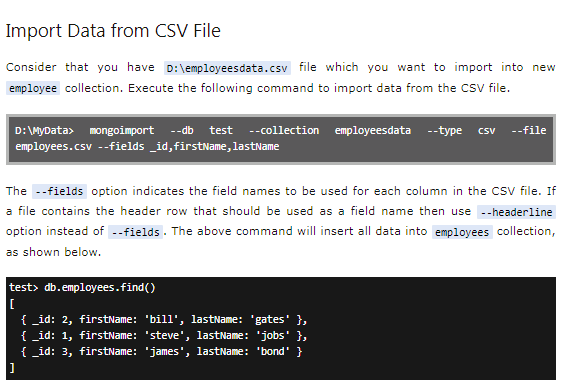 Import Data from CSV File
Consider that you have D:\employeesdata.csv file which you want to import into new
employee collection. Execute the following command to import data from the CSV file.
D:\MyData> mongoimport --db test --collection employeesdata --type csv --file
employees.csv --fields _id,firstName,lastName
The --fields option indicates the field names to be used for each column in the CSV file. If
a file contains the header row that should be used as a field name then use --headerline
option instead of --fields. The above command will insert all data into employees collection,
as shown below.
test> db.employees.find()
[
  { _id: 2, firstName: 'bill', lastName: 'gates' },
  { _id: 1, firstName: 'steve', lastName: 'jobs' },
  { _id: 3, firstName: 'james', lastName: 'bond' }
]